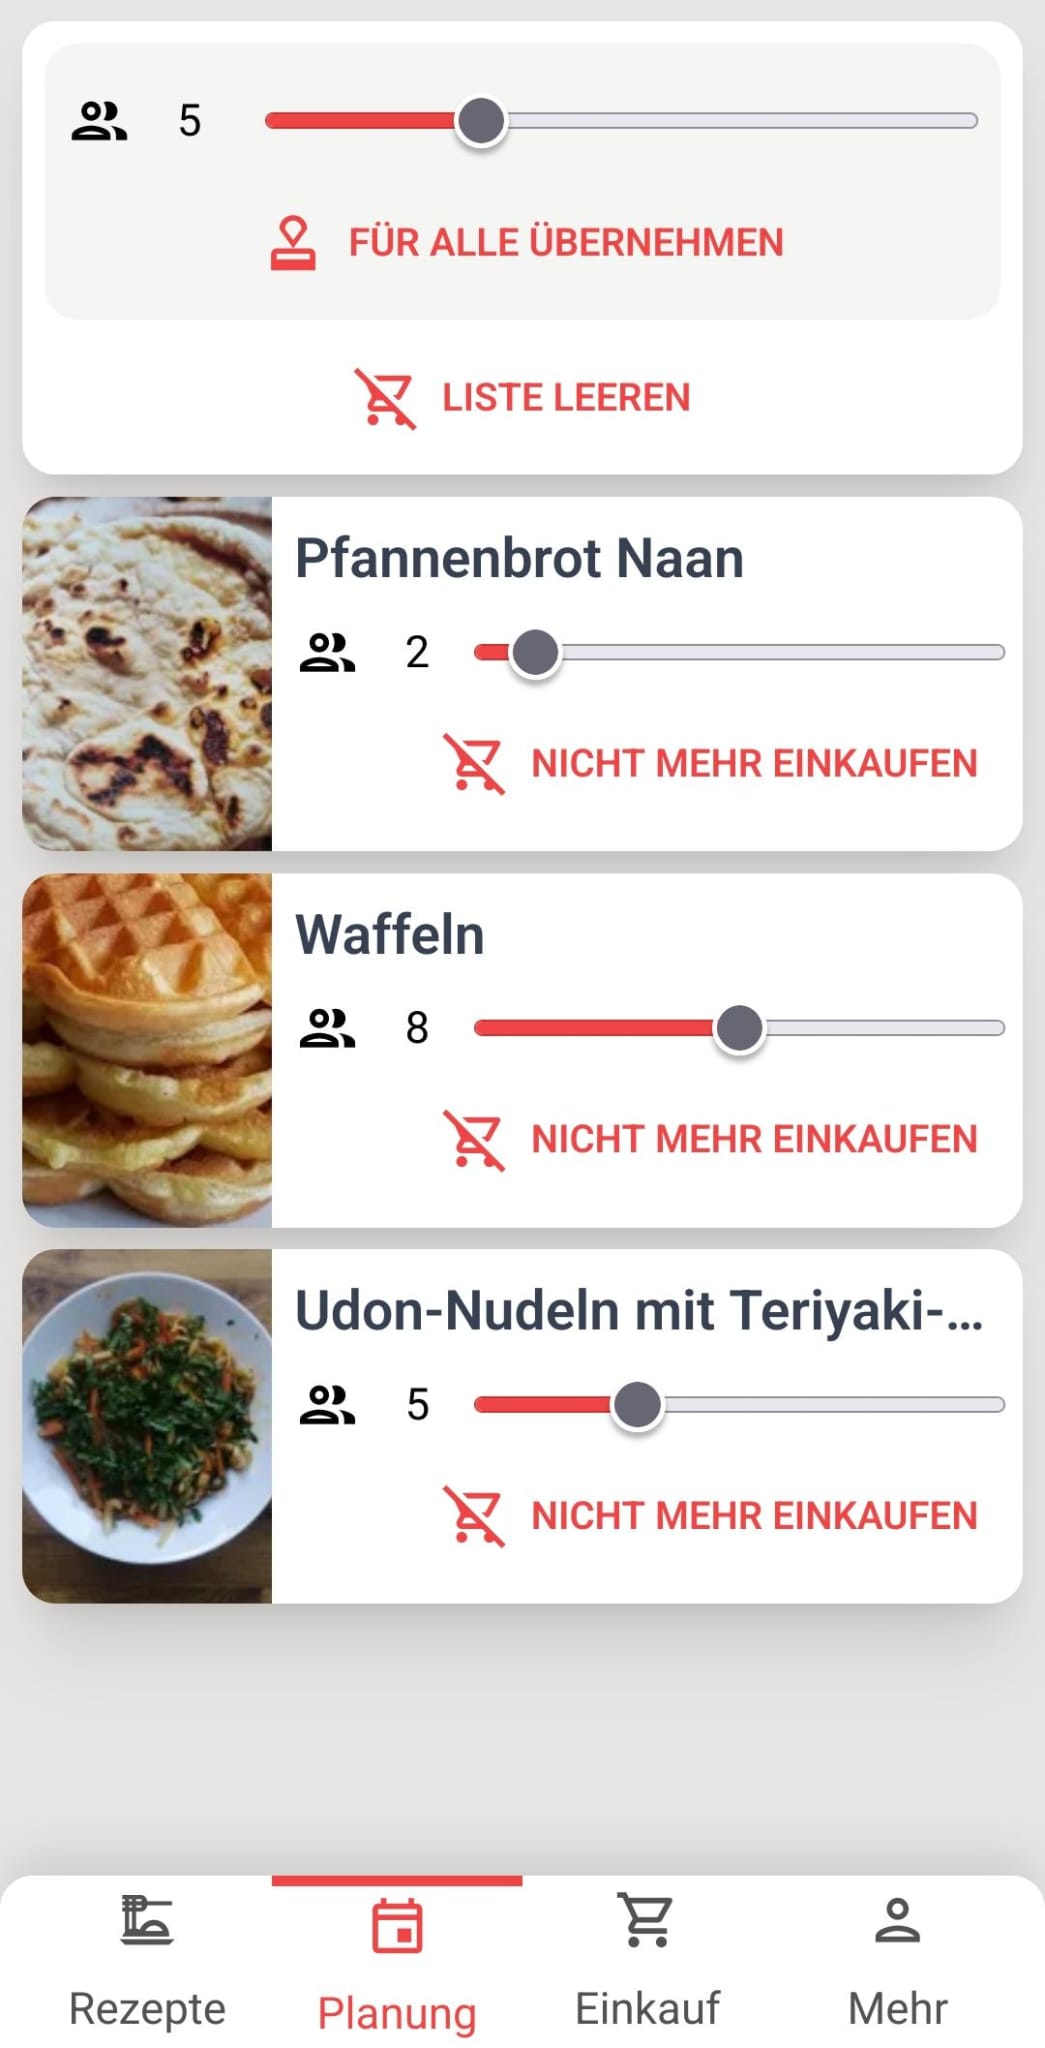 5
FÜR ALLE ÜBERNEHMEN
LISTE LEEREN
Pfannenbrot Naan
2
NICHT MEHR EINKAUFEN
Waffeln
8
NICHT MEHR EINKAUFEN
Udon-Nudeln mit Teriyaki-...
5
NICHT MEHR EINKAUFEN
Rezepte
Planung
Einkauf
Mehr